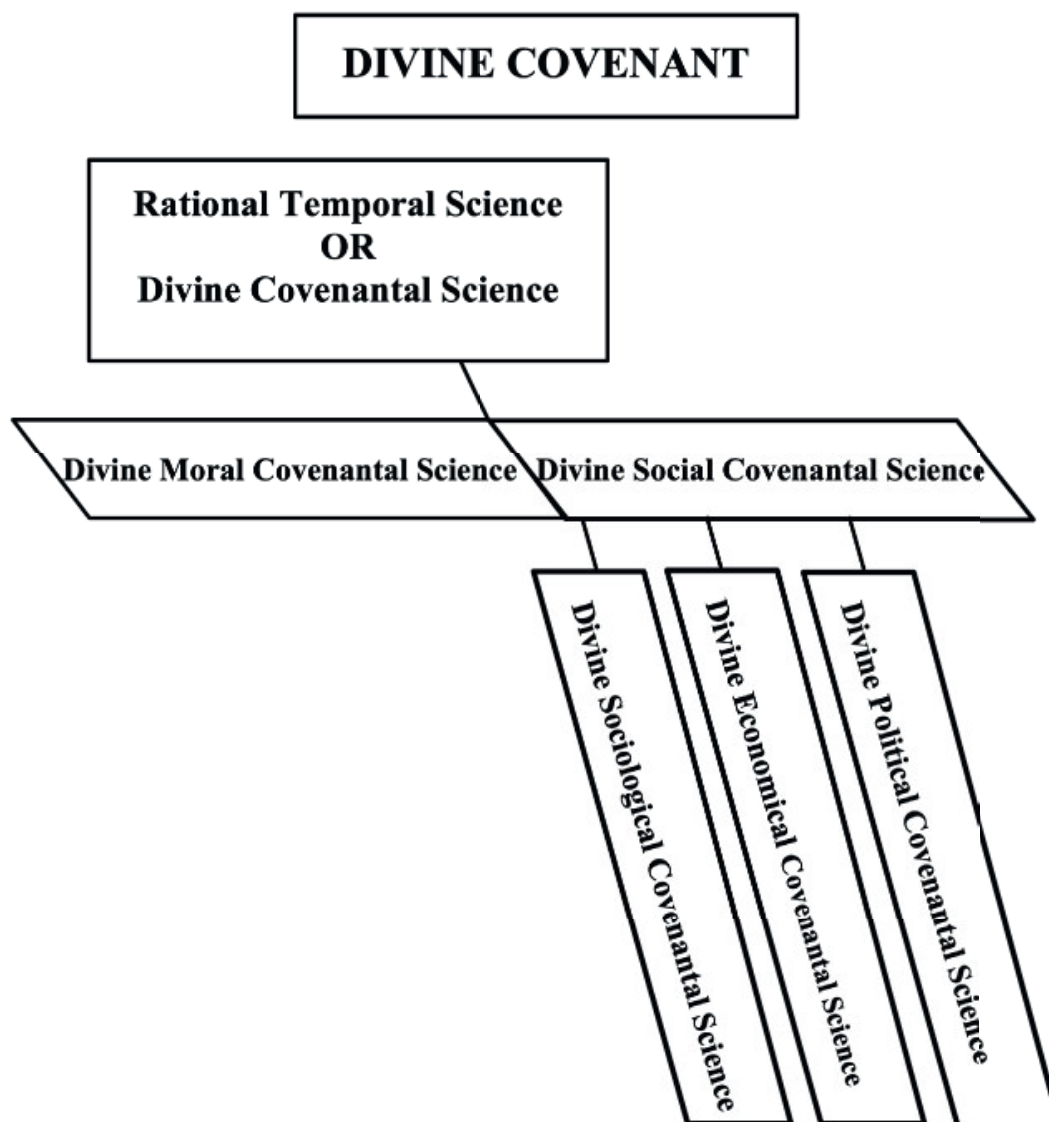 DIVINE COVENANT
Rational Temporal Science
OR
Divine Covenantal Science
Divine Moral Covenantal Science
Divine Social Covenantal Science
Divine Sociological Covenantal Science
Divine Economical Covenantal Science
Divine Political Covenantal Science